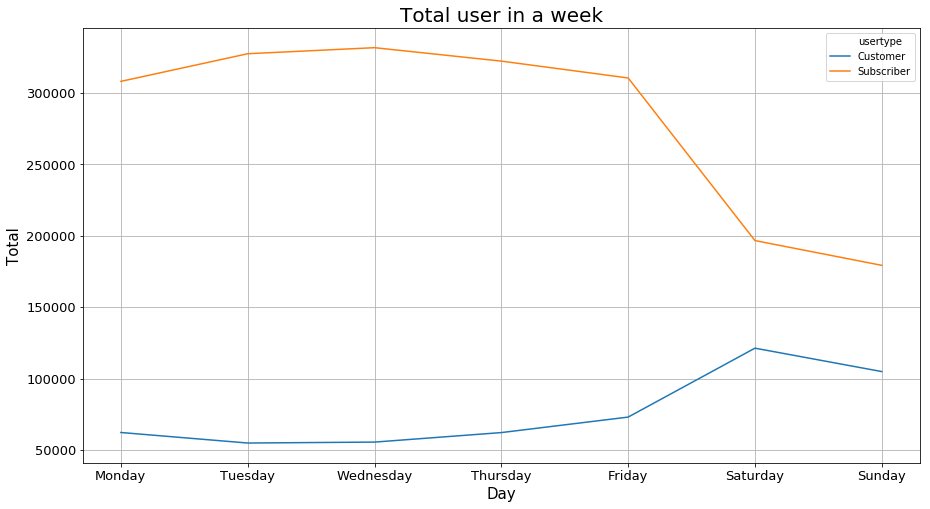 Total user in a week
usertype
Customer
Subscriber
300000
250000
200000
150000
100000
50000
Total
Monday Tuesday Wednesday Thursday Friday Saturday Sunday
Day